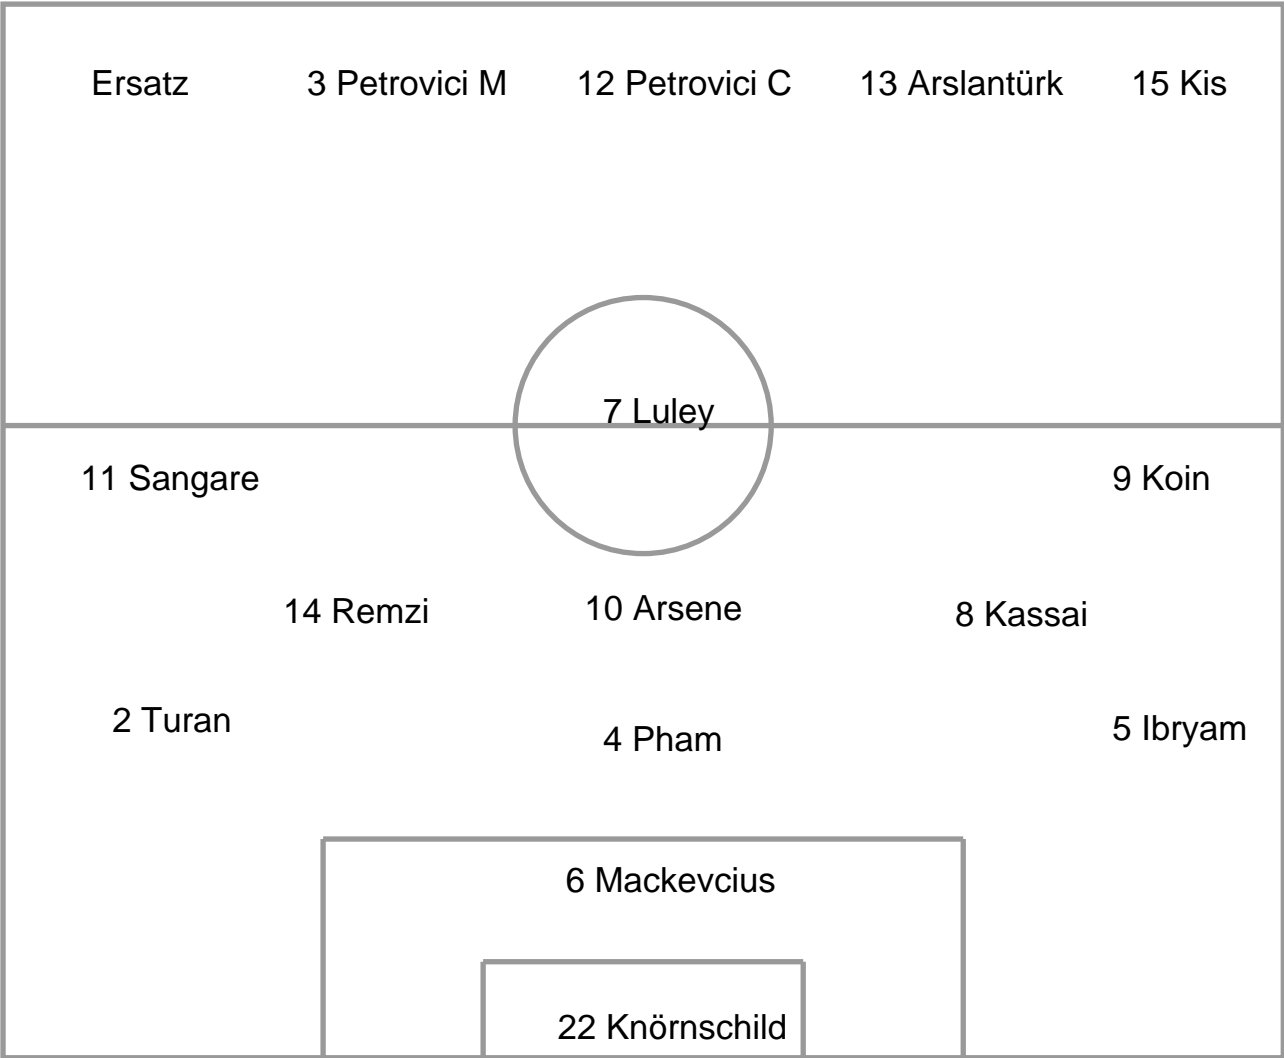 Ersatz 3 Petrovici M 12 Petrovici C 13 Arslantürk 15 Kis
7 Luley
11 Sangare 9 Koin
14 Remzi 10 Arsene 8 Kassai
2 Turan 4 Pham 5 Ibryam
6 Mackevcius
22 Knörnschild